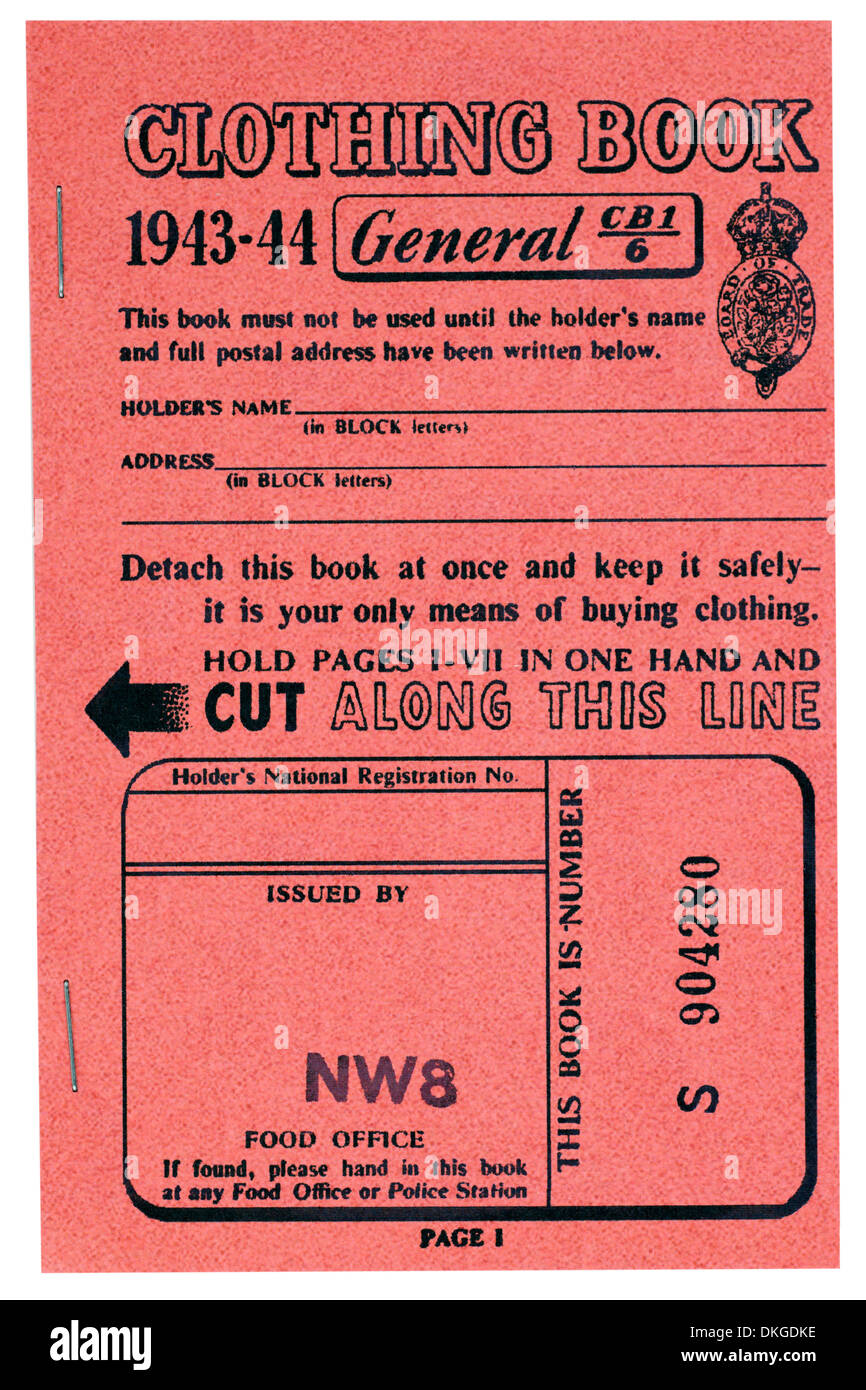 CLOTHING BOOK
1943-44 General CB1/6
BOARD OF TRADE
This book must not be used until the holder's name
and full postal address have been written below.
HOLDER'S NAME
(in BLOCK letters)
ADDRESS
(in BLOCK letters)
Detach this book at once and keep it safely—
it is your only means of buying clothing.
HOLD PAGES I-VII IN ONE HAND AND
CUT ALONG THIS LINE
Holder's National Registration No.
ISSUED BY
NW8
FOOD OFFICE
If found, please hand in this book
at any Food Office or Police Station
THIS BOOK IS NUMBER
S 904280
PAGE I
alamy
Image ID: DKGDKE
www.alamy.com